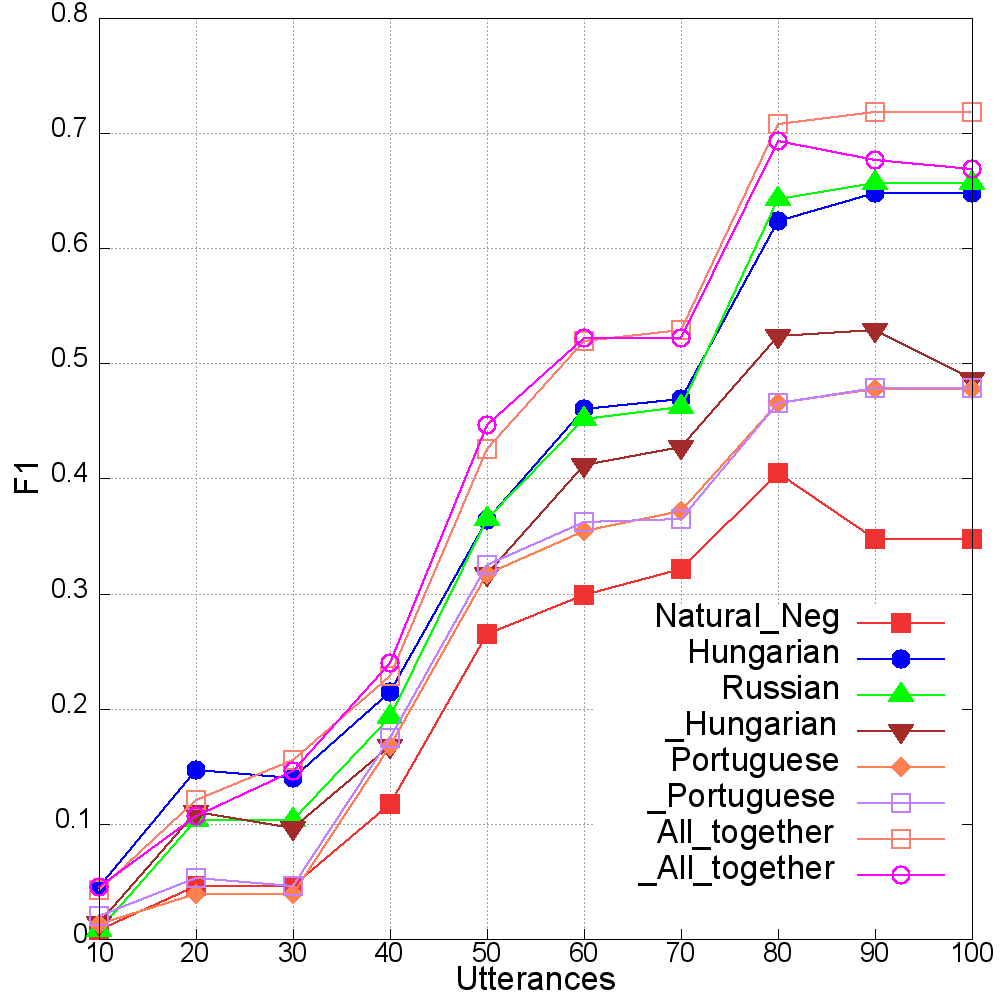 0.8
0.7
0.6
0.5
0.4
0.3
0.2
0.1
0
F1
10 20 30 40 50 60 70 80 90 100
Utterances
Natural_Neg
Hungarian
Russian
_Hungarian
Portuguese
_Portuguese
All_together
_All_together